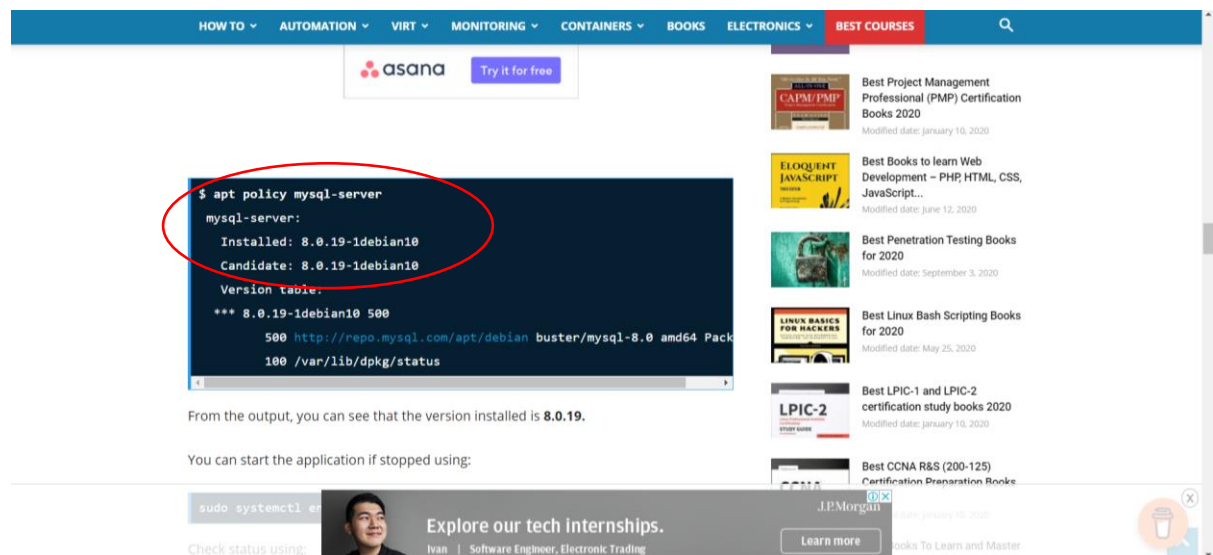 HOW TO AUTOMATION VIRT MONITORING CONTAINERS BOOKS ELECTRONICS BEST COURSES
asana Try it for free
$ apt policy mysql-server
mysql-server:
Installed: 8.0.19-1debian10
Candidate: 8.0.19-1debian10
Version table:
*** 8.0.19-1debian10 500
500 http://repo.mysql.com/apt/debian buster/mysql-8.0 amd64 Pack
100 /var/lib/dpkg/status
From the output, you can see that the version installed is 8.0.19.
You can start the application if stopped using:
sudo systemctl en
Check status using:
Best Project Management
Professional (PMP) Certification
Books 2020
Modified date: January 10, 2020
Best Books to learn Web
Development – PHP, HTML, CSS,
JavaScript...
Modified date: June 12, 2020
Best Penetration Testing Books
for 2020
Modified date: September 3, 2020
Best Linux Bash Scripting Books
for 2020
Modified date: May 25, 2020
Best LPIC-1 and LPIC-2
certification study books 2020
Modified date: January 10, 2020
Best CCNA R&S (200-125)
Certification Preparation Books
ooks To Learn and Master
CAPM/PMP
ELOQUENT
JAVASCRIPT
LINUX BASICS
FOR HACKERS
LPIC-2
STUDY GUIDE
CCNA
J.P.Morgan
Explore our tech internships.
Ivan | Software Engineer, Electronic Trading
Learn more